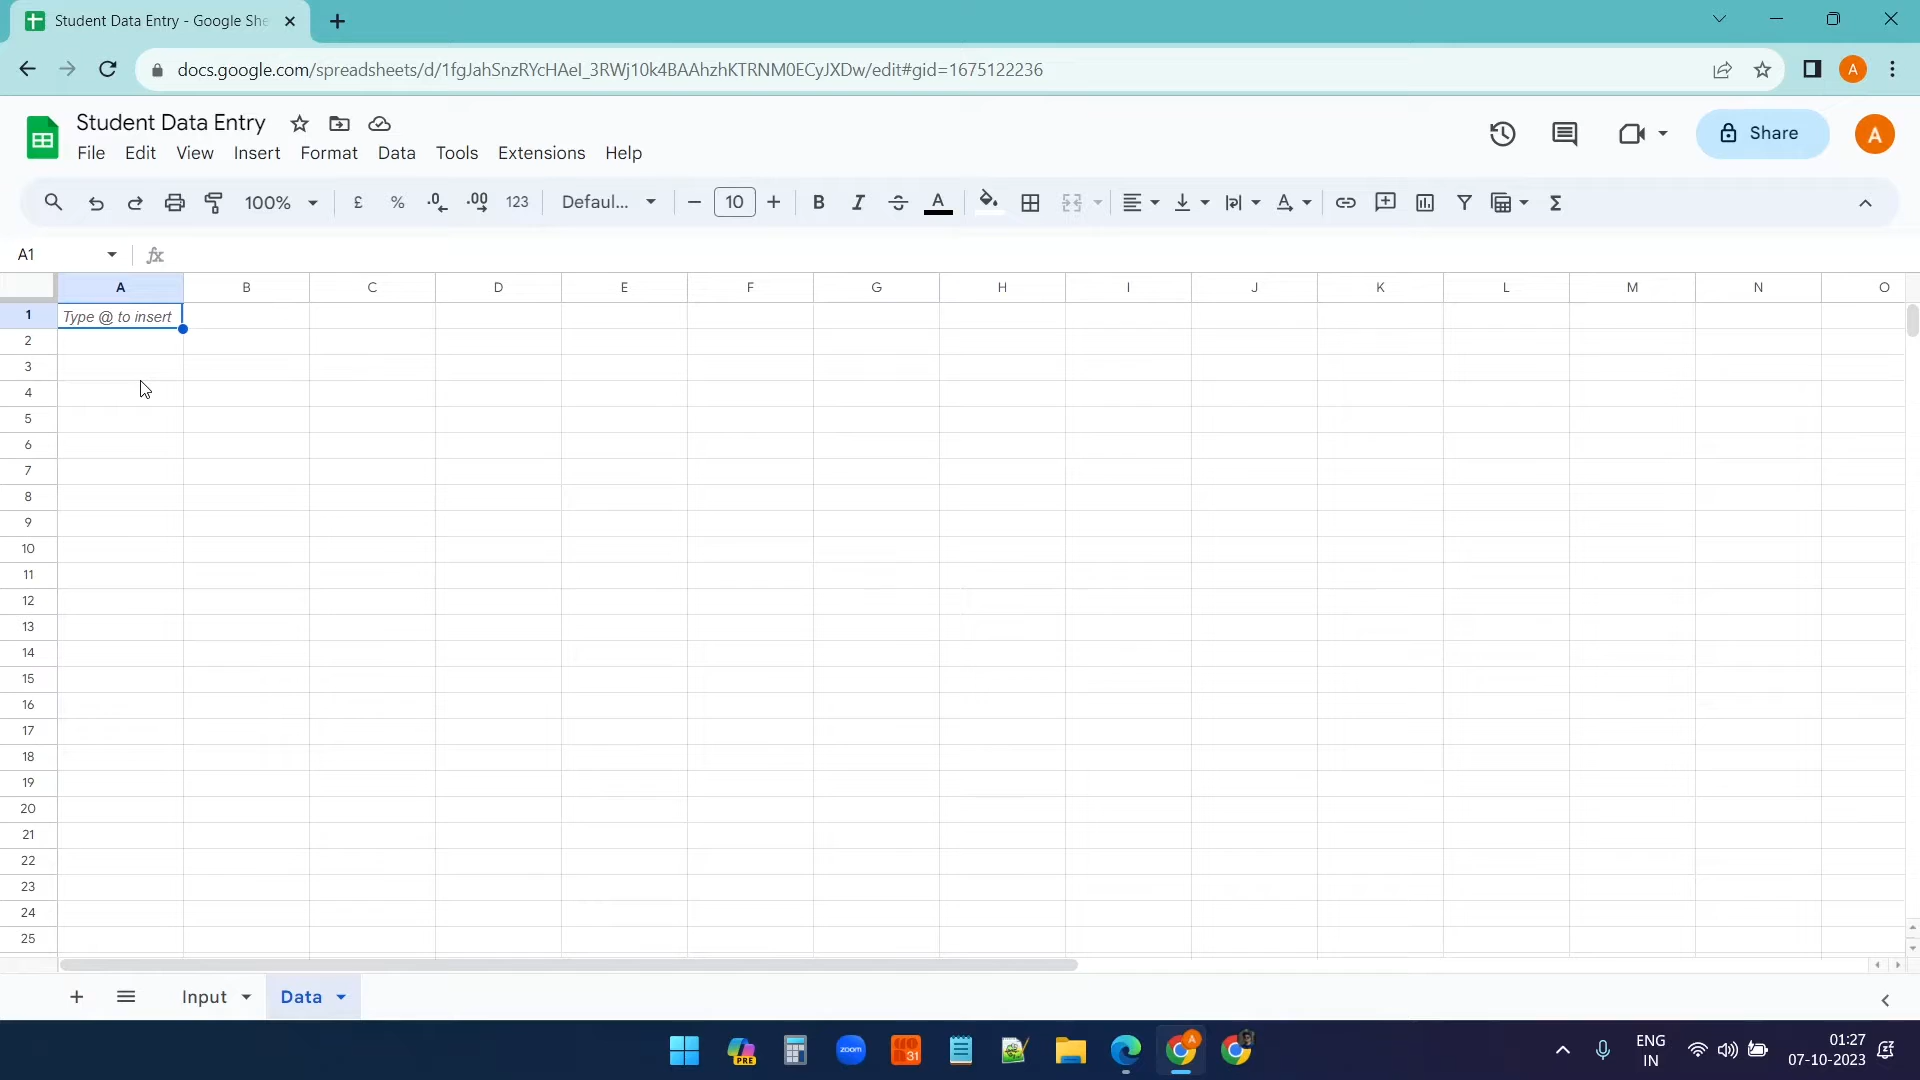 Student Data Entry - Google She
docs.google.com/spreadsheets/d/1fgJahSnzRYcHAeI_3RWj10k4BAAhzhKTRNM0ECyJXDw/edit#gid=1675122236
A
Student Data Entry
File Edit View Insert Format Data Tools Extensions Help
Share
A
100% £ % .0 .00 123 Defaul... 10 B I A Σ
A1 fx
A B C D E F G H I J K L M N O
1 Type @ to insert
2
3
4
5
6
7
8
9
10
11
12
13
14
15
16
17
18
19
20
21
22
23
24
25
Input Data
PRE
zoom
31
A
ENG
IN
01:27
07-10-2023